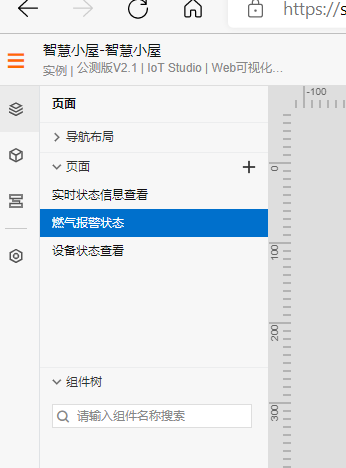 https://s
智慧小屋-智慧小屋
实例 | 公测版V2.1 | IoT Studio | Web可视化...
页面
-100
导航布局
页面
0
实时状态信息查看
燃气报警状态
设备状态查看
100
200
组件树
300
请输入组件名称搜索